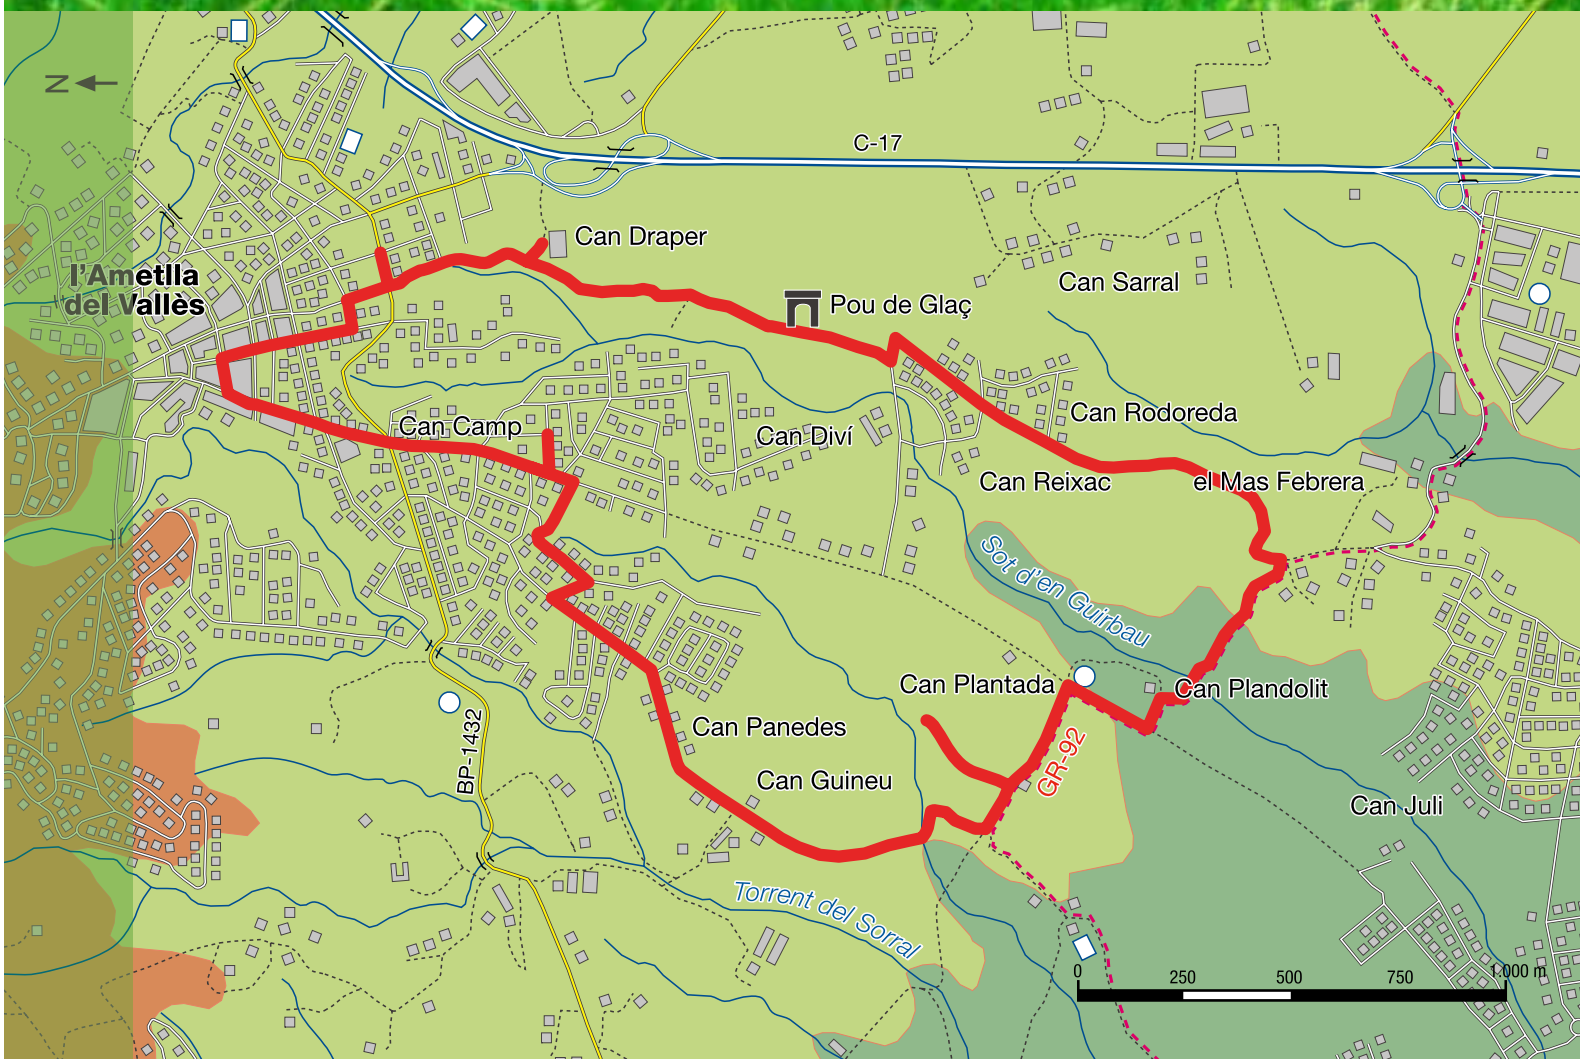 N
C-17
Can Draper
l'Ametlla
del Vallès
Can Sarral
Pou de Glaç
Can Camp
Can Diví
Can Rodoreda
Can Reixac
el Mas Febrera
Sot d'en Guirbau
Can Plantada
Can Plandolit
BP-1432
Can Panedes
GR-92
Can Guineu
Can Juli
Torrent del Sorral
0 250 500 750 1.000 m